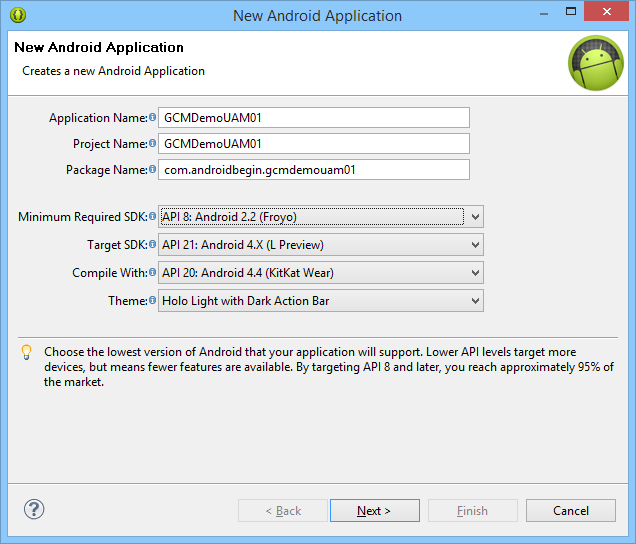 New Android Application
New Android Application
Creates a new Android Application
Application Name: GCMDemoUAM01
Project Name: GCMDemoUAM01
Package Name: com.androidbegin.gcmdemouam01
Minimum Required SDK: API 8: Android 2.2 (Froyo)
Target SDK: API 21: Android 4.X (L Preview)
Compile With: API 20: Android 4.4 (KitKat Wear)
Theme: Holo Light with Dark Action Bar
Choose the lowest version of Android that your application will support. Lower API levels target more
devices, but means fewer features are available. By targeting API 8 and later, you reach approximately 95% of
the market.
< Back Next > Finish Cancel